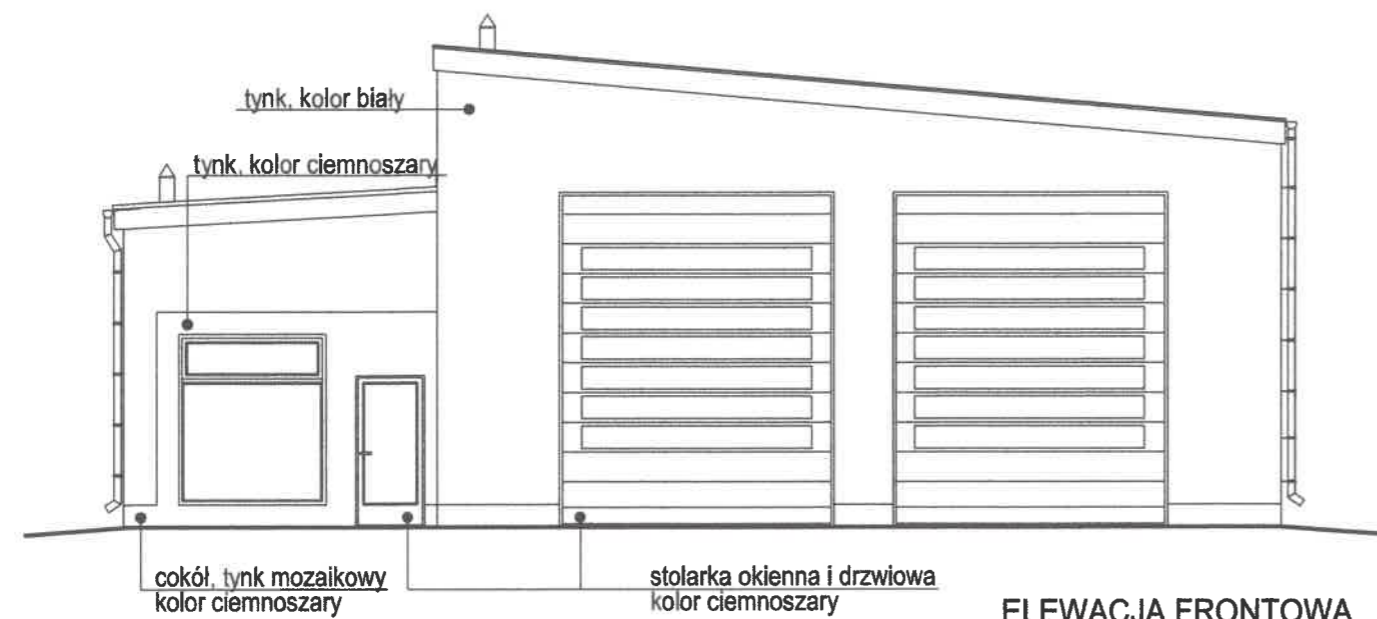 tynk, kolor biały
tynk, kolor ciemnoszary
cokół, tynk mozaikowy
kolor ciemnoszary
stolarka okienna i drzwiowa
kolor ciemnoszary
ELEWACJA FRONTOWA